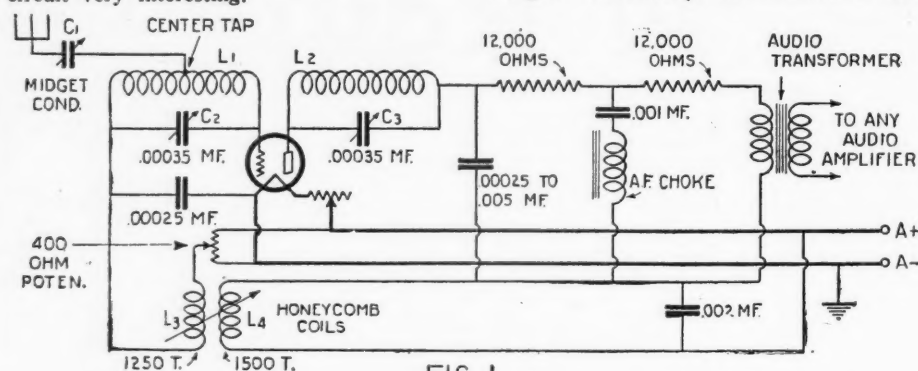 circuit very interesting.
C1
CENTER TAP
MIDGET
COND.
L1
L2
C2
.00035 MF.
C3
.00035 MF.
.00025 MF.
12,000
OHMS
12,000
OHMS
AUDIO
TRANSFORMER
.001 MF.
TO ANY
AUDIO
AMPLIFIER
.00025 TO
.005 MF.
A.F. CHOKE
400
OHM
POTEN.
A+
A-
L3
L4
HONEYCOMB
COILS
.002 MF.
1250 T.
1500 T.
FIG. 1